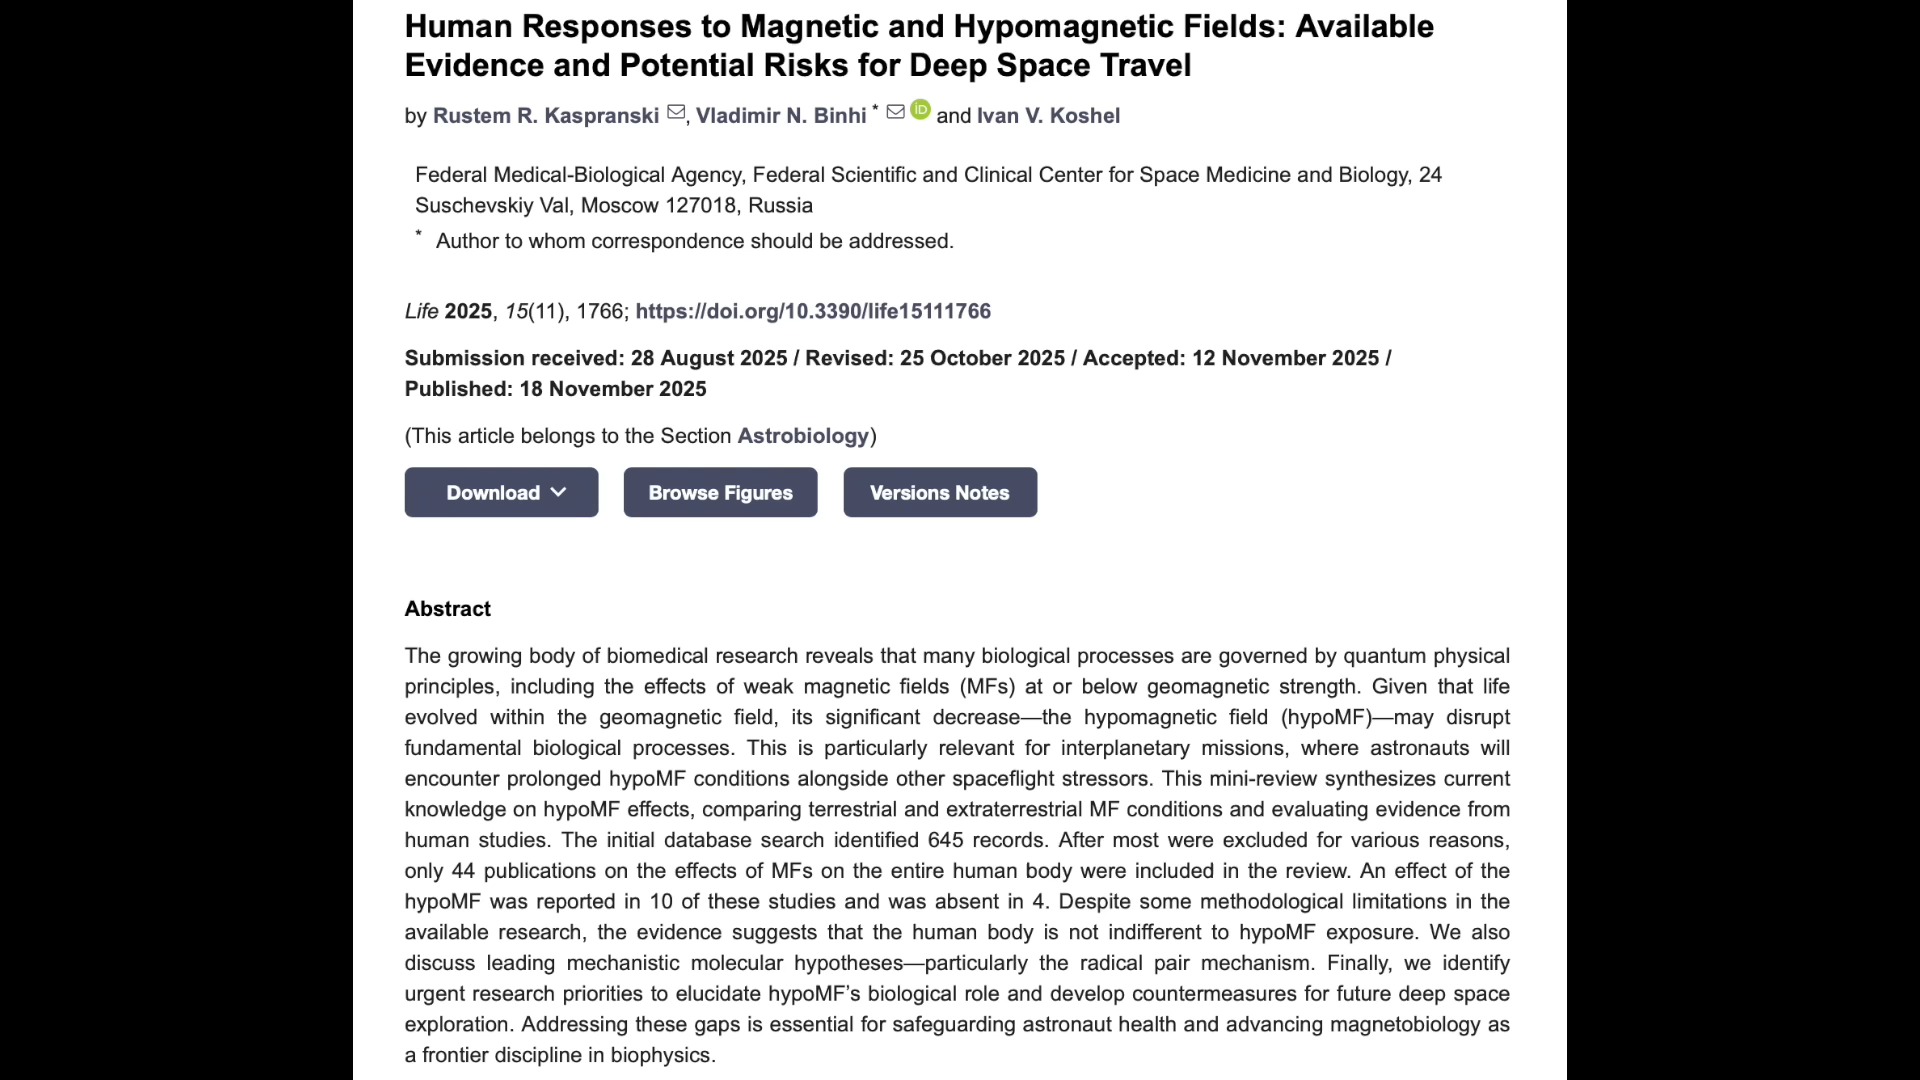 Human Responses to Magnetic and Hypomagnetic Fields: Available
Evidence and Potential Risks for Deep Space Travel
by Rustem R. Kaspranski, Vladimir N. Binhi * iD and Ivan V. Koshel
Federal Medical-Biological Agency, Federal Scientific and Clinical Center for Space Medicine and Biology, 24
Suschevskiy Val, Moscow 127018, Russia
* Author to whom correspondence should be addressed.
Life 2025, 15(11), 1766; https://doi.org/10.3390/life15111766
Submission received: 28 August 2025 / Revised: 25 October 2025 / Accepted: 12 November 2025 /
Published: 18 November 2025
(This article belongs to the Section Astrobiology)
Download Browse Figures Versions Notes
Abstract
The growing body of biomedical research reveals that many biological processes are governed by quantum physical
principles, including the effects of weak magnetic fields (MFs) at or below geomagnetic strength. Given that life
evolved within the geomagnetic field, its significant decrease—the hypomagnetic field (hypoMF)—may disrupt
fundamental biological processes. This is particularly relevant for interplanetary missions, where astronauts will
encounter prolonged hypoMF conditions alongside other spaceflight stressors. This mini-review synthesizes current
knowledge on hypoMF effects, comparing terrestrial and extraterrestrial MF conditions and evaluating evidence from
human studies. The initial database search identified 645 records. After most were excluded for various reasons,
only 44 publications on the effects of MFs on the entire human body were included in the review. An effect of the
hypoMF was reported in 10 of these studies and was absent in 4. Despite some methodological limitations in the
available research, the evidence suggests that the human body is not indifferent to hypoMF exposure. We also
discuss leading mechanistic molecular hypotheses—particularly the radical pair mechanism. Finally, we identify
urgent research priorities to elucidate hypoMF's biological role and develop countermeasures for future deep space
exploration. Addressing these gaps is essential for safeguarding astronaut health and advancing magnetobiology as
a frontier discipline in biophysics.